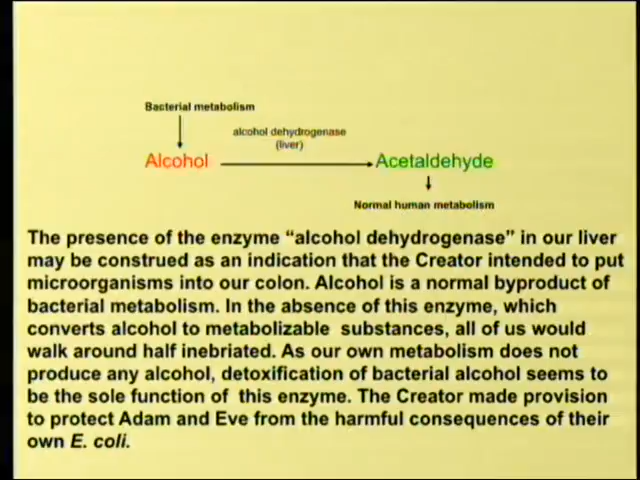 Bacterial metabolism
alcohol dehydrogenase
(liver)
Alcohol
Acetaldehyde
Normal human metabolism
The presence of the enzyme “alcohol dehydrogenase” in our liver
may be construed as an indication that the Creator intended to put
microorganisms into our colon. Alcohol is a normal byproduct of
bacterial metabolism. In the absence of this enzyme, which
converts alcohol to metabolizable substances, all of us would
walk around half inebriated. As our own metabolism does not
produce any alcohol, detoxification of bacterial alcohol seems to
be the sole function of this enzyme. The Creator made provision
to protect Adam and Eve from the harmful consequences of their
own E. coli.